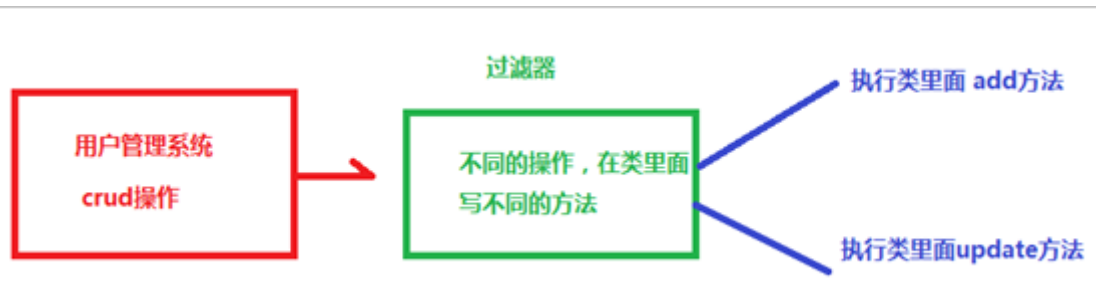 过滤器
执行类里面 add方法
用户管理系统
crud操作
不同的操作，在类里面
写不同的方法
执行类里面update方法